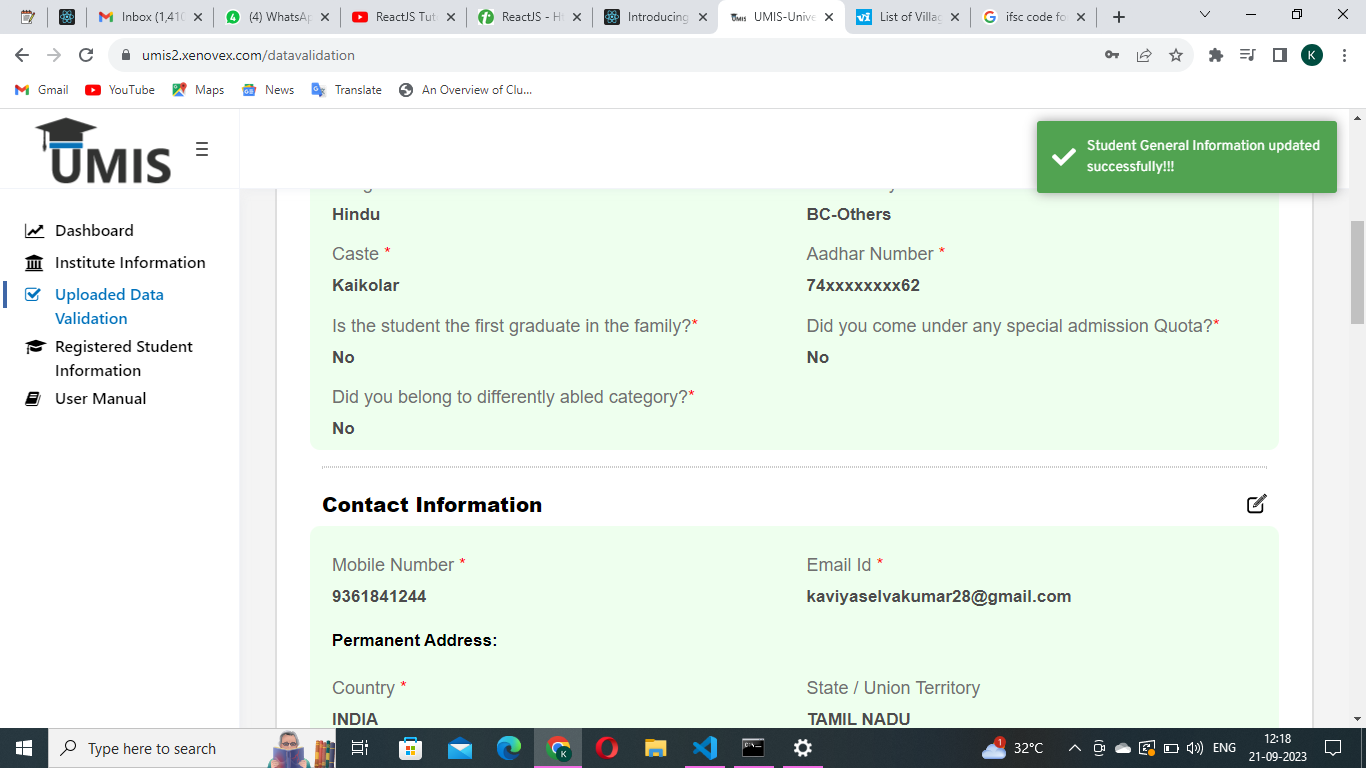 Inbox (1,410
(4) WhatsAp
ReactJS Tut
ReactJS - H
Introducing
UMIS-Unive
List of Villag
ifsc code fo
umis2.xenovex.com/datavalidation
K
Gmail
YouTube
Maps
News
Translate
An Overview of Clu...
UMIS
Student General Information updated
successfully!!!
Dashboard
Institute Information
Uploaded Data
Validation
Registered Student
Information
User Manual
Hindu
BC-Others
Caste *
Aadhar Number *
Kaikolar
74xxxxxxxx62
Is the student the first graduate in the family?*
Did you come under any special admission Quota?*
No
No
Did you belong to differently abled category?*
No
Contact Information
Mobile Number *
Email Id *
9361841244
kaviyaselvakumar28@gmail.com
Permanent Address:
Country *
State / Union Territory
INDIA
TAMIL NADU
Type here to search
K
1
32°C
ENG
12:18
21-09-2023